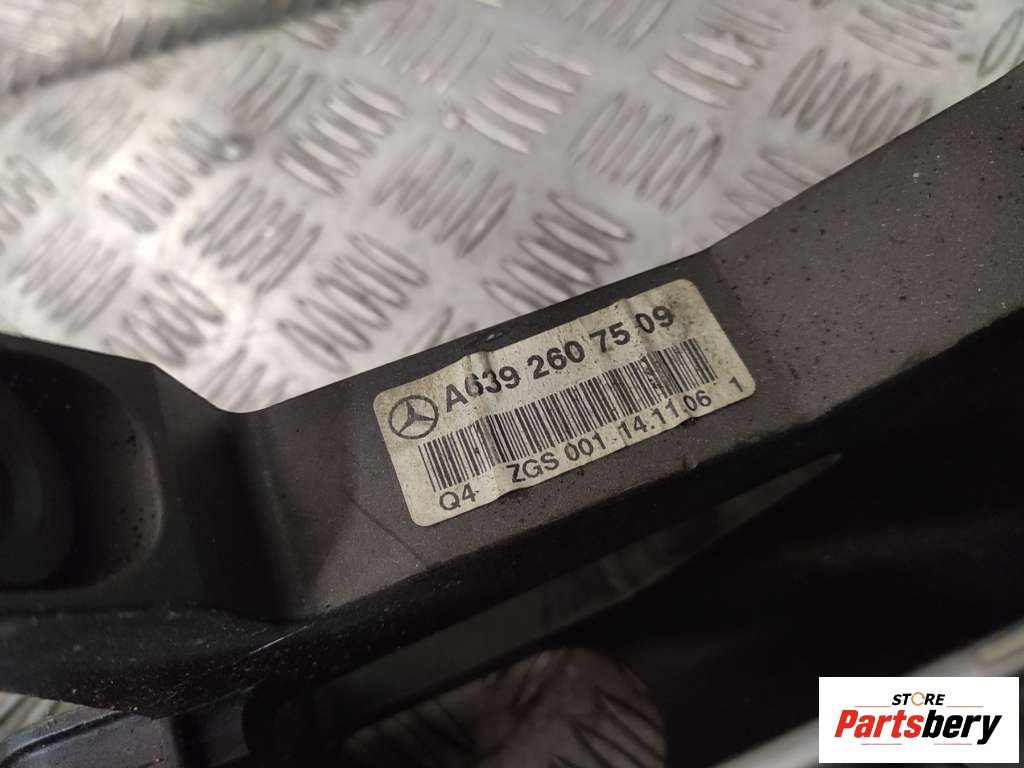 A639 260 75 09
Q4 ZGS 001 14.11.06 1
STORE
Partsbery